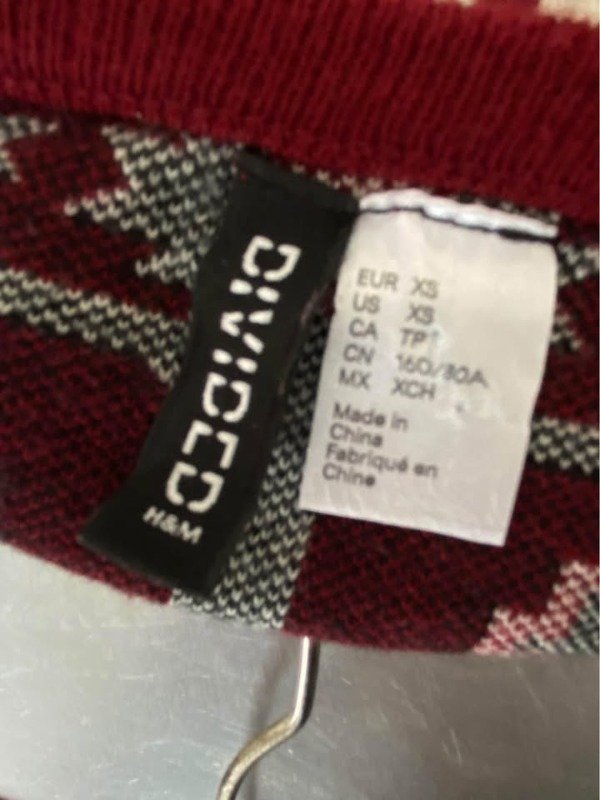 DIVIDED
H&M
EUR XS
US XS
CA TP
CN 160/80A
MX XCH
Made in
China
Fabriqué en
Chine